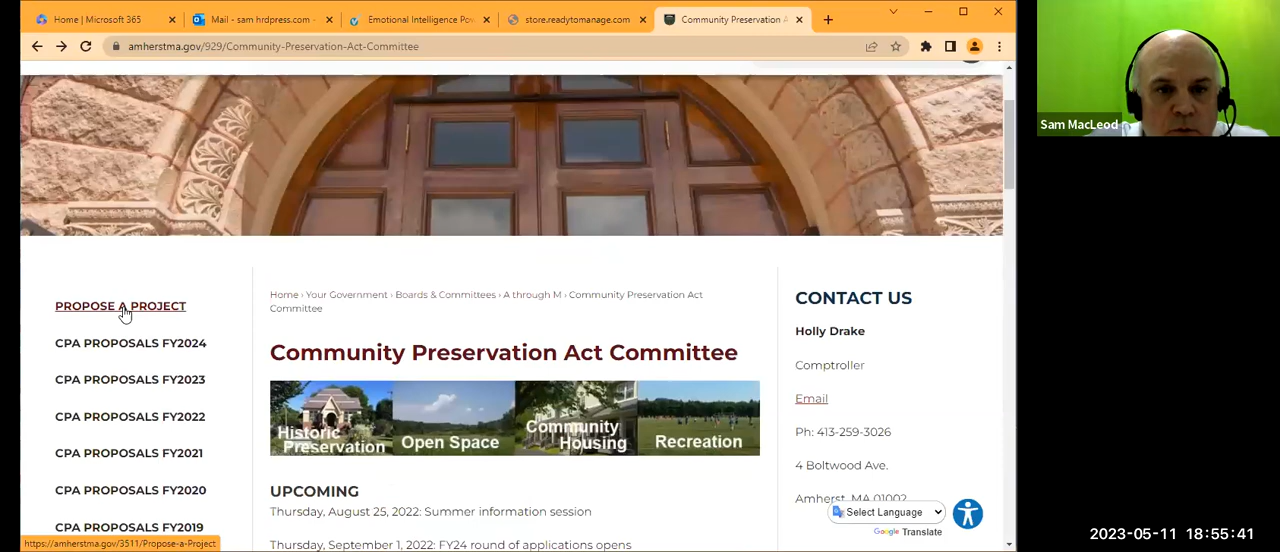 Home | Microsoft 365
Mail - sam hrdpress.com -
Emotional Intelligence Pow
store.readytomanage.com
Community Preservation A
amherstma.gov/929/Community-Preservation-Act-Committee
Sam MacLeod
PROPOSE A PROJECT
CPA PROPOSALS FY2024
CPA PROPOSALS FY2023
CPA PROPOSALS FY2022
CPA PROPOSALS FY2021
CPA PROPOSALS FY2020
CPA PROPOSALS FY2019
https://amherstma.gov/3511/Propose-a-Project
Home › Your Government › Boards & Committees › A through M › Community Preservation Act
Committee
Community Preservation Act Committee
Historic
Preservation
Open Space
Community
Housing
Recreation
UPCOMING
Thursday, August 25, 2022: Summer information session
Thursday, September 1, 2022: FY24 round of applications opens
CONTACT US
Holly Drake
Comptroller
Email
Ph: 413-259-3026
4 Boltwood Ave.
Amherst, MA 01002
Select Language
Google Translate
2023-05-11 18:55:41